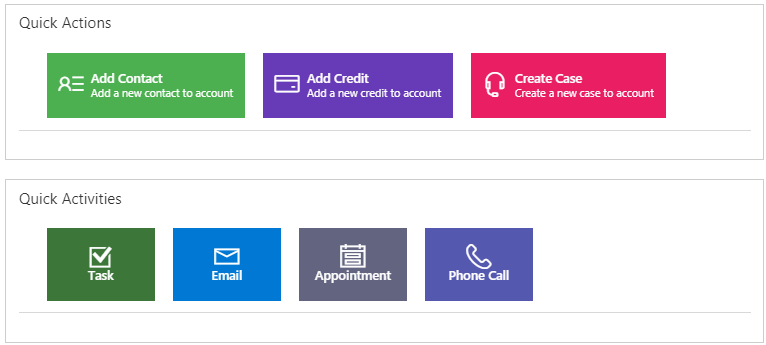 Quick Actions
Add Contact
Add a new contact to account
Add Credit
Add a new credit to account
Create Case
Create a new case to account
Quick Activities
Task
Email
Appointment
Phone Call